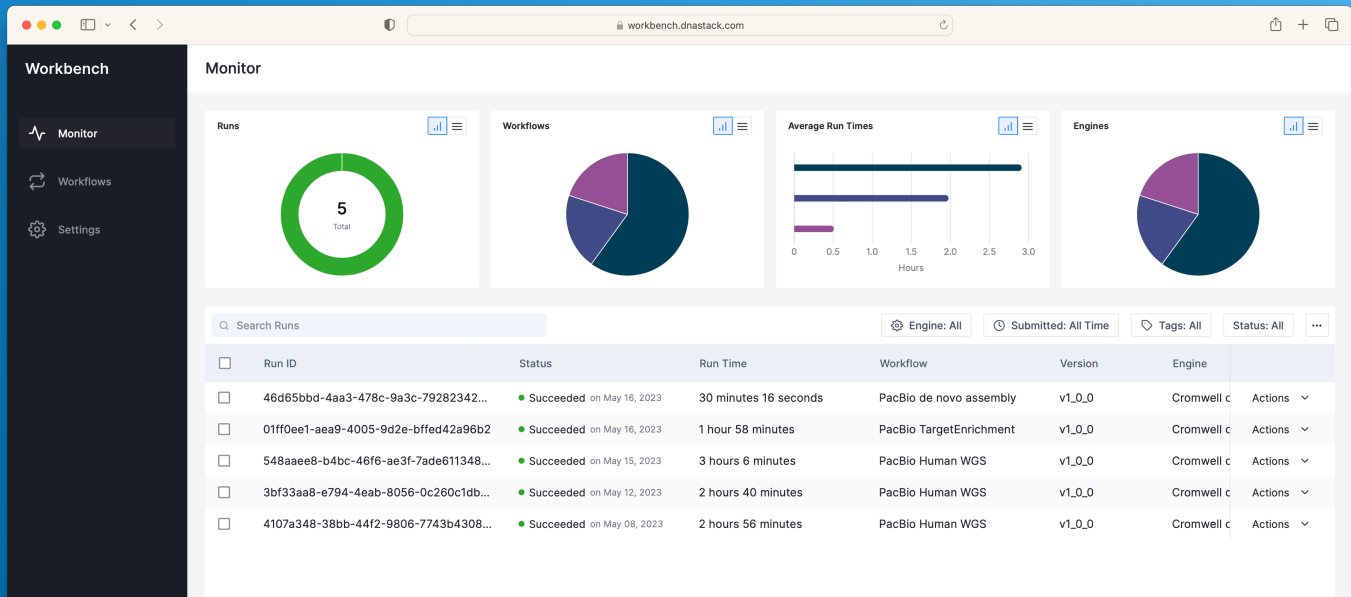 workbench.dnastack.com
Workbench
Monitor
Workflows
Settings
Monitor
Runs
5
Total
Workflows
Average Run Times
0 0.5 1.0 1.5 2.0 2.5 3.0
Hours
Engines
Search Runs
Engine: All
Submitted: All Time
Tags: All
Status: All
Run ID Status Run Time Workflow Version Engine
46d65bbd-4aa3-478c-9a3c-79282342... Succeeded on May 16, 2023 30 minutes 16 seconds PacBio de novo assembly v1_0_0 Cromwell Actions
01ff0ee1-aea9-4005-9d2e-bffed42a96b2 Succeeded on May 16, 2023 1 hour 58 minutes PacBio TargetEnrichment v1_0_0 Cromwell Actions
548aaee8-b4bc-46f6-ae3f-7ade611348... Succeeded on May 15, 2023 3 hours 6 minutes PacBio Human WGS v1_0_0 Cromwell Actions
3bf33aa8-e794-4eab-8056-0c260c1db... Succeeded on May 12, 2023 2 hours 40 minutes PacBio Human WGS v1_0_0 Cromwell Actions
4107a348-38bb-44f2-9806-7743b4308... Succeeded on May 08, 2023 2 hours 56 minutes PacBio Human WGS v1_0_0 Cromwell Actions